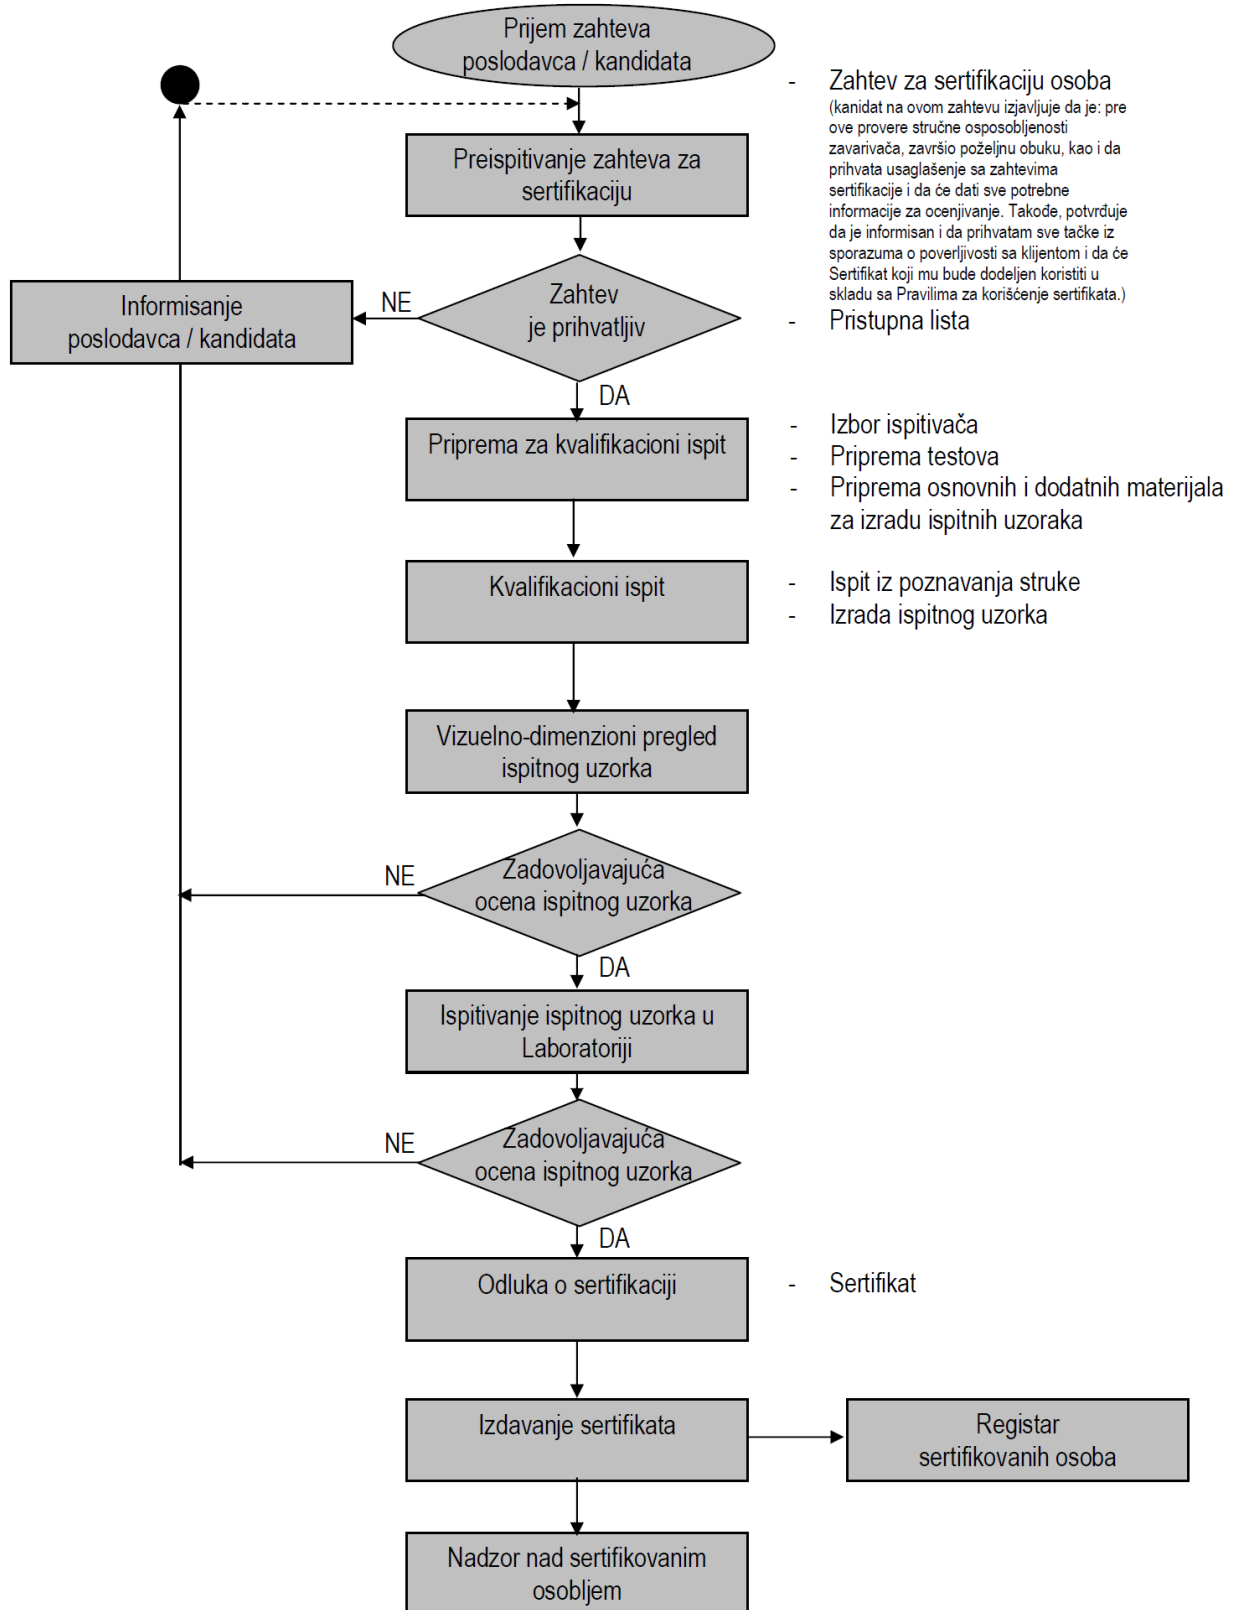 Prijem zahteva
poslodavca / kandidata
- Zahtev za sertifikaciju osoba
(kanidat na ovom zahtevu izjavljuje da je: pre
ove provere stručne osposobljenosti
zavarivača, završio poželjnu obuku, kao i da
prihvata usaglašenje sa zahtevima
sertifikacije i da će dati sve potrebne
informacije za ocenjivanje. Takođe, potvrđuje
da je informisan i da prihvatam sve tačke iz
sporazuma o poverljivosti sa klijentom i da će
Sertifikat koji mu bude dodeljen koristiti u
skladu sa Pravilima za korišćenje sertifikata.)
- Pristupna lista
Preispitivanje zahteva za
sertifikaciju
Zahtev
je prihvatljiv
NE
Informisanje
poslodavca / kandidata
DA
Priprema za kvalifikacioni ispit
- Izbor ispitivača
- Priprema testova
- Priprema osnovnih i dodatnih materijala
za izradu ispitnih uzoraka
Kvalifikacioni ispit
- Ispit iz poznavanja struke
- Izrada ispitnog uzorka
Vizuelno-dimenzioni pregled
ispitnog uzorka
Zadovoljavajuća
ocena ispitnog uzorka
NE
DA
Ispitivanje ispitnog uzorka u
Laboratoriji
Zadovoljavajuća
ocena ispitnog uzorka
NE
DA
Odluka o sertifikaciji
- Sertifikat
Izdavanje sertifikata
Registar
sertifikovanih osoba
Nadzor nad sertifikovanim
osobljem